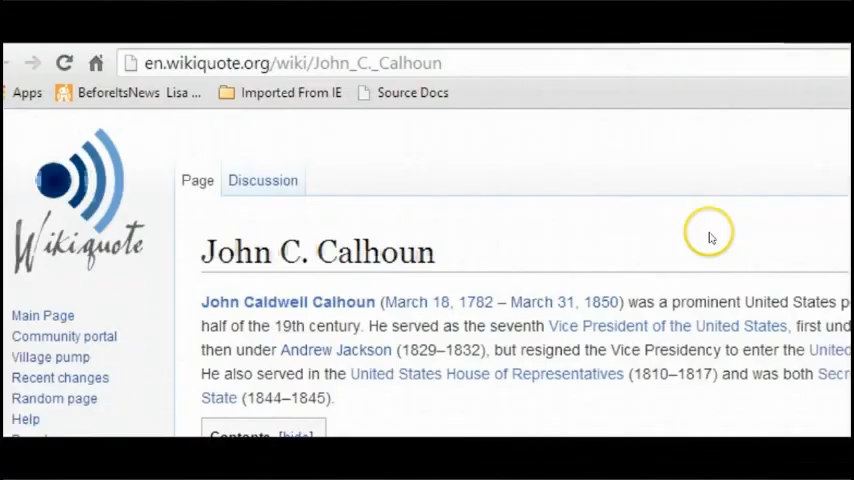 en.wikiquote.org/wiki/John_C._Calhoun
Apps BeforeItsNews Lisa ... Imported From IE Source Docs
Wikiquote
Page Discussion
John C. Calhoun
John Caldwell Calhoun (March 18, 1782 – March 31, 1850) was a prominent United States
half of the 19th century. He served as the seventh Vice President of the United States, first
then under Andrew Jackson (1829–1832), but resigned the Vice Presidency to enter the
He also served in the United States House of Representatives (1810–1817) and was both
State (1844–1845).
Main Page
Community portal
Village pump
Recent changes
Random page
Help
Contents [hide]